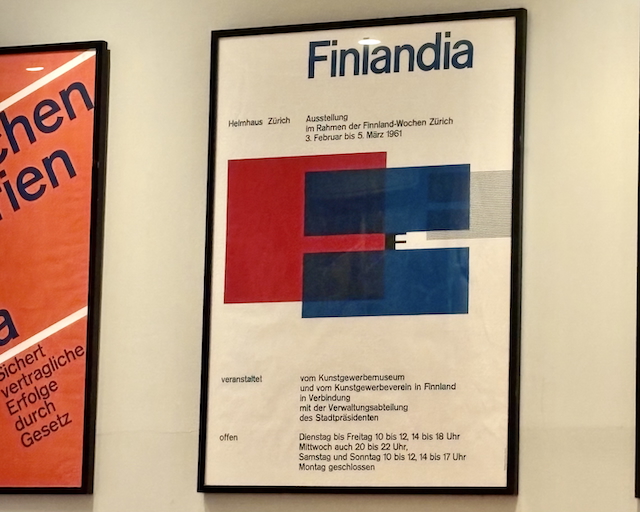 Finlandia
Helmhaus Zürich
Ausstellung
im Rahmen der Finnland-Wochen Zürich
3. Februar bis 5. März 1961
veranstaltet
vom Kunstgewerbemuseum
und vom Kunstgewerbeverein in Finnland
in Verbindung
mit der Verwaltungsabteilung
des Stadtpräsidenten
offen
Dienstag bis Freitag 10 bis 12, 14 bis 18 Uhr
Mittwoch auch 20 bis 22 Uhr,
Samstag und Sonntag 10 bis 12, 14 bis 17 Uhr
Montag geschlossen
Sichert
vertragliche
Erfolge
durch
Gesetz